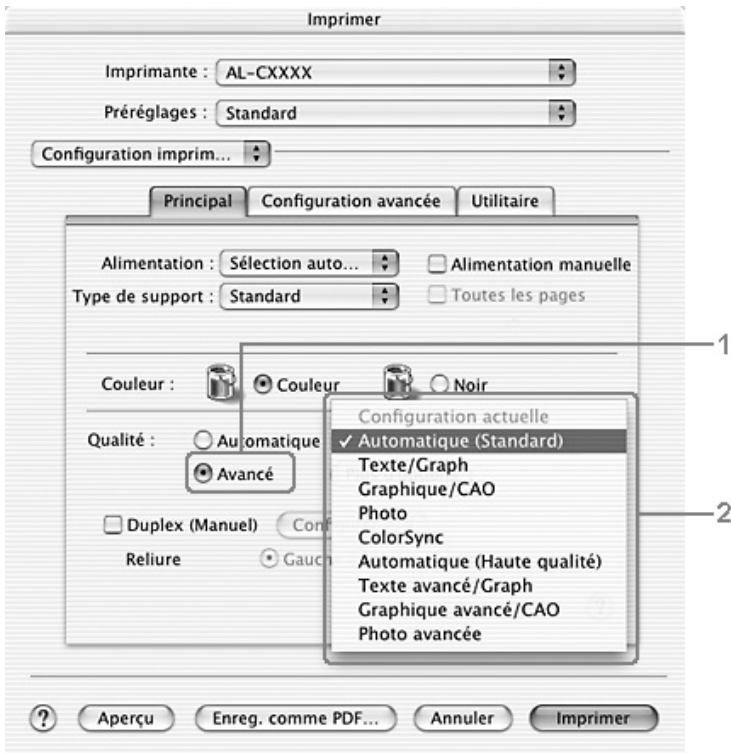 Imprimer
Imprimante : AL-CXXXX
Préréglages : Standard
Configuration imprim...
Principal Configuration avancée Utilitaire
Alimentation : Sélection auto... Alimentation manuelle
Type de support : Standard Toutes les pages
1
Couleur : Couleur Noir
Configuration actuelle
Qualité : Automatique ✓ Automatique (Standard)
Avancé Texte/Graph
Graphique/CAO
Photo
2
Duplex (Manuel) ColorSync
Reliure Automatique (Haute qualité)
Texte avancé/Graph
Graphique avancé/CAO
?
Photo avancée
? Aperçu Enreg. comme PDF... Annuler Imprimer